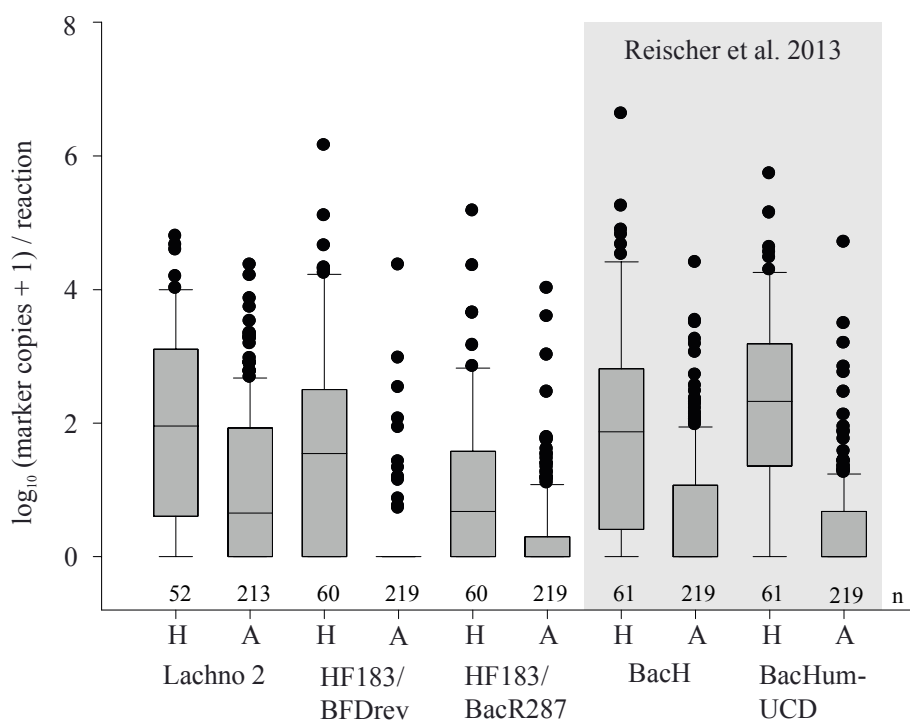 log₁₀ (marker copies + 1) / reaction
8
6
4
2
0
Reischer et al. 2013
52 213 60 219 60 219 61 219 61 219 n
H A H A H A H A H A
Lachno 2
HF183/
BFDrev
HF183/
BacR287
BacH
BacHum-
UCD